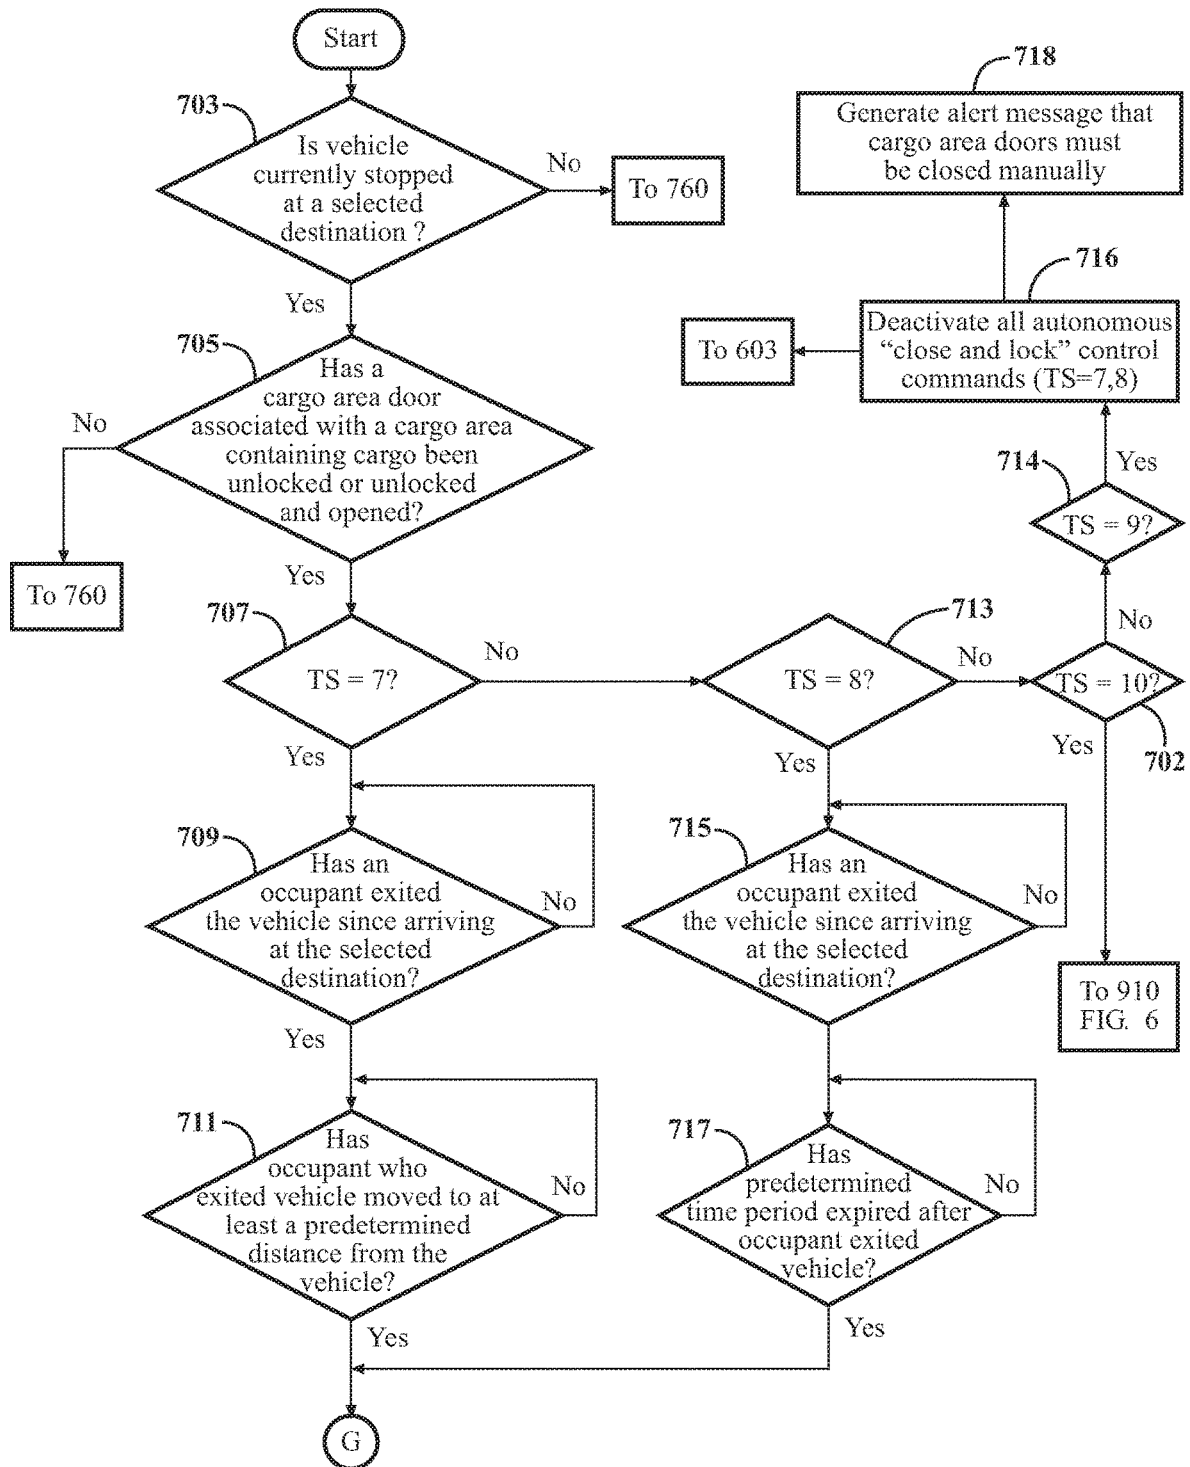 Start
703
Is vehicle
currently stopped
at a selected
destination ?
No
To 760
Yes
718
Generate alert message that
cargo area doors must
be closed manually
716
Deactivate all autonomous
“close and lock” control
commands (TS=7,8)
To 603
705
Has a
cargo area door
associated with a cargo area
containing cargo been
unlocked or unlocked
and opened?
No
To 760
Yes
714
TS = 9?
Yes
707
TS = 7?
No
Yes
713
TS = 8?
No
Yes
No
TS = 10?
Yes
702
To 910
FIG. 6
709
Has an
occupant exited
the vehicle since arriving
at the selected
destination?
No
Yes
715
Has an
occupant exited
the vehicle since arriving
at the selected
destination?
No
711
Has
occupant who
exited vehicle moved to at
least a predetermined
distance from the
vehicle?
No
Yes
717
Has
predetermined
time period expired after
occupant exited
vehicle?
No
Yes
G